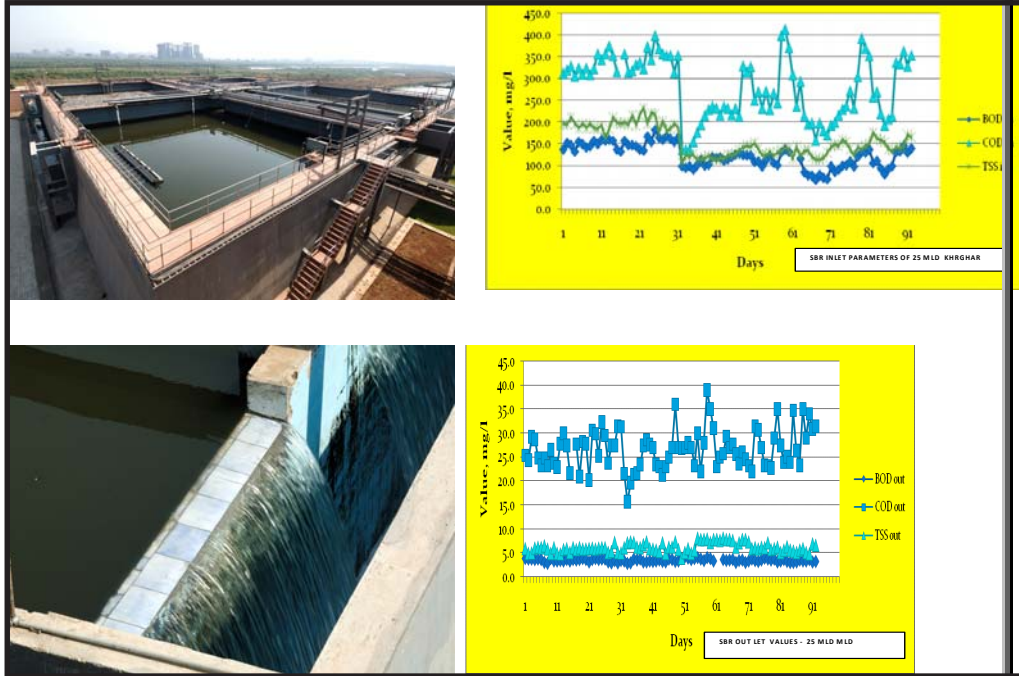 450.0
400.0
350.0
300.0
250.0
200.0
150.0
100.0
50.0
0.0
Value, mg/l
1 11 21 31 41 51 61 71 81 91
Days
BOD
COD
TSS
SBR INLET PARAMETERS OF 25 MLD KHRGHAR
45.0
40.0
35.0
30.0
25.0
20.0
15.0
10.0
5.0
0.0
Value, mg/l
1 11 21 31 41 51 61 71 81 91
Days
BOD out
COD out
TSS out
SBR OUT LET VALUES - 25 MLD MLD